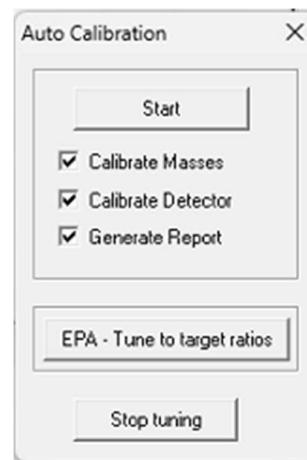 Auto Calibration
Start
Calibrate Masses
Calibrate Detector
Generate Report
EPA - Tune to target ratios
Stop tuning